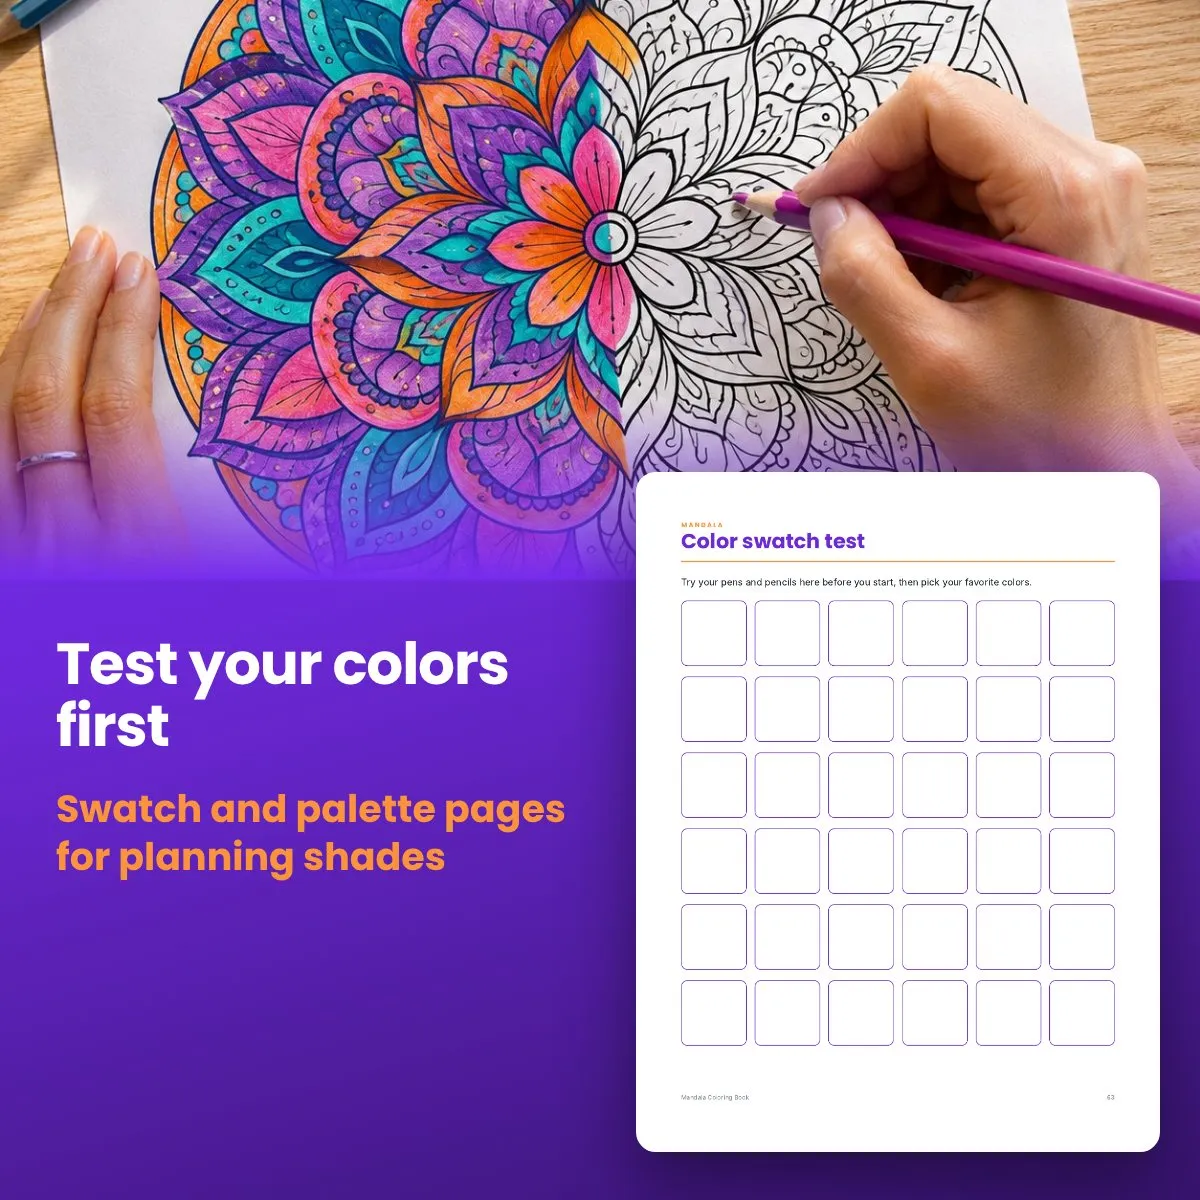 Test your colors
first
Swatch and palette pages
for planning shades
MANDALA
Color swatch test
Try your pens and pencils here before you start, then pick your favorite colors.
Mandala Coloring Book
63